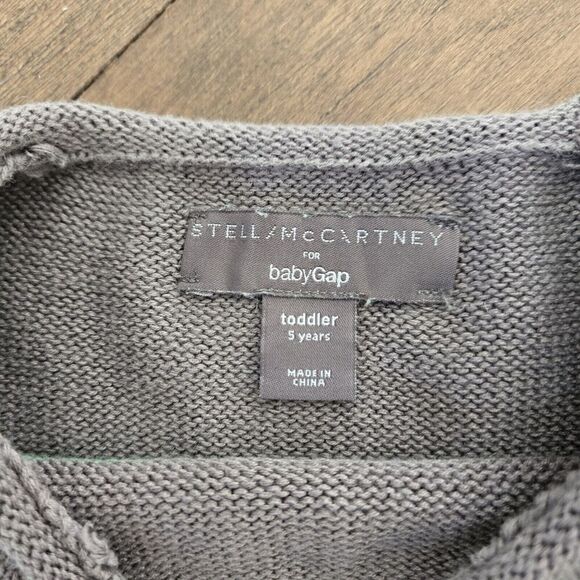 STELLA McCARTNEY
FOR
babyGap
toddler
5 years
MADE IN
CHINA